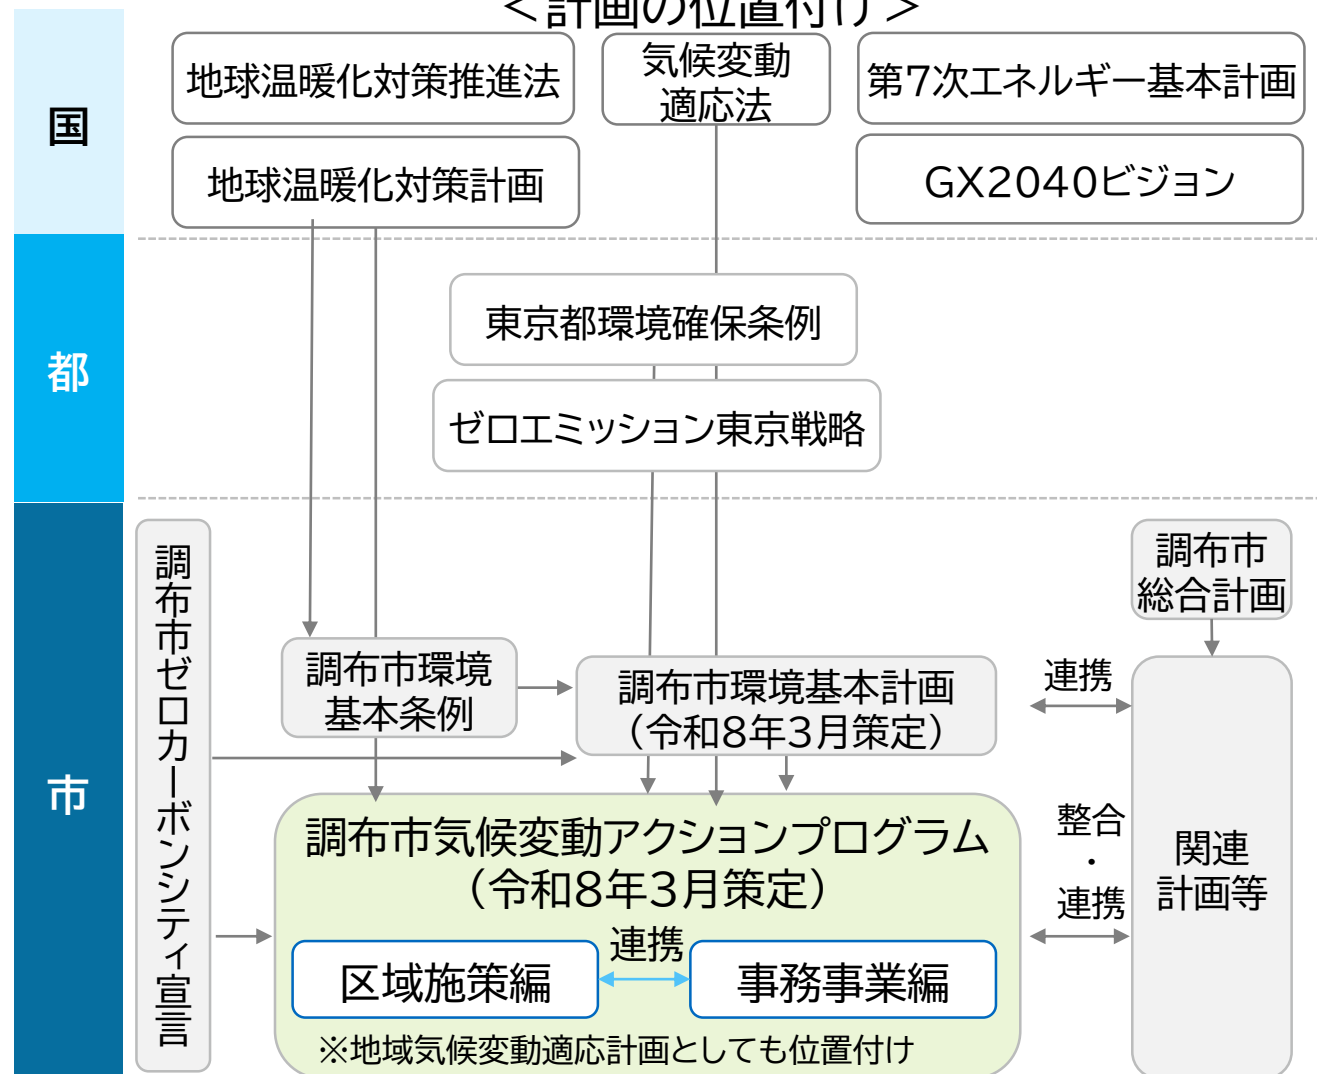 ＜計画の位置付け＞
国
地球温暖化対策推進法
気候変動
適応法
第7次エネルギー基本計画
地球温暖化対策計画
GX2040ビジョン
都
東京都環境確保条例
ゼロエミッション東京戦略
市
調布市ゼロカーボンシティ宣言
調布市
総合計画
調布市環境
基本条例
調布市環境基本計画
（令和8年3月策定）
連携
調布市気候変動アクションプログラム
（令和8年3月策定）
整合
・
連携
関連
計画等
区域施策編
連携
事務事業編
※地域気候変動適応計画としても位置付け